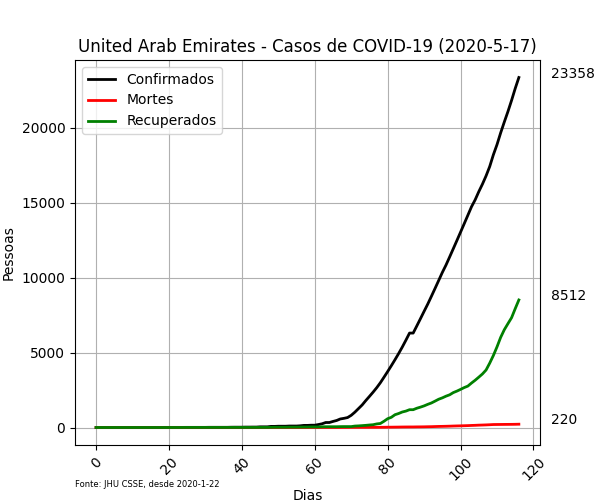 United Arab Emirates - Casos de COVID-19 (2020-5-17)
Confirmados
Mortes
Recuperados
23358
8512
220
Pessoas
20000
15000
10000
5000
0
0 20 40 60 80 100 120
Dias
Fonte: JHU CSSE, desde 2020-1-22